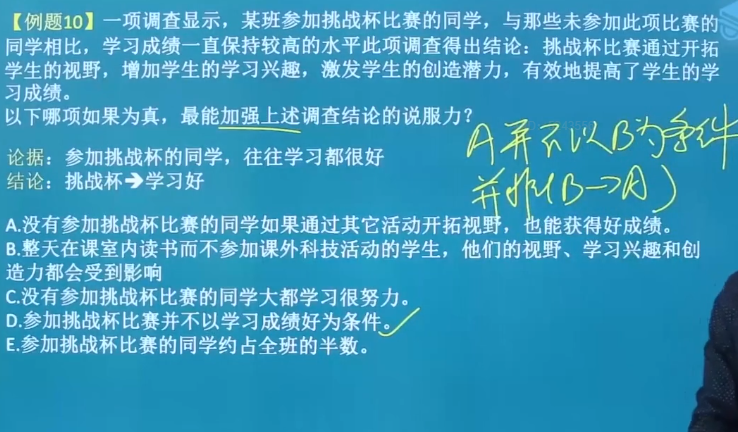 【例题10】一项调查显示，某班参加挑战杯比赛的同学，与那些未参加此项比赛的
同学相比，学习成绩一直保持较高的水平此项调查得出结论：挑战杯比赛通过开拓
学生的视野，增加学生的学习兴趣，激发学生的创造潜力，有效地提高了学生的学
习成绩。
以下哪项如果为真，最能加强上述调查结论的说服力？
论据：参加挑战杯的同学，往往学习都很好
结论：挑战杯➔学习好
A并不以B为条件
并非(B→A)
A.没有参加挑战杯比赛的同学如果通过其它活动开拓视野，也能获得好成绩。
B.整天在课室内读书而不参加课外科技活动的学生，他们的视野、学习兴趣和创
造力都会受到影响
C.没有参加挑战杯比赛的同学大都学习很努力。
D.参加挑战杯比赛并不以学习成绩好为条件。
E.参加挑战杯比赛的同学约占全班的半数。